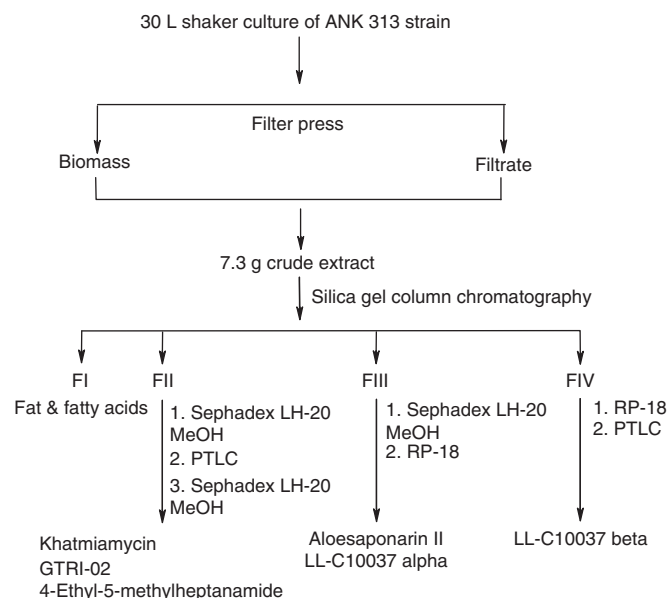 30 L shaker culture of ANK 313 strain
Filter press
Biomass
Filtrate
7.3 g crude extract
Silica gel column chromatography
FI
FII
FIII
FIV
Fat & fatty acids
1. Sephadex LH-20
MeOH
2. PTLC
3. Sephadex LH-20
MeOH
1. Sephadex LH-20
MeOH
2. RP-18
1. RP-18
2. PTLC
Khatmiamycin
GTRI-02
4-Ethyl-5-methylheptanamide
Aloesaponarin II
LL-C10037 alpha
LL-C10037 beta